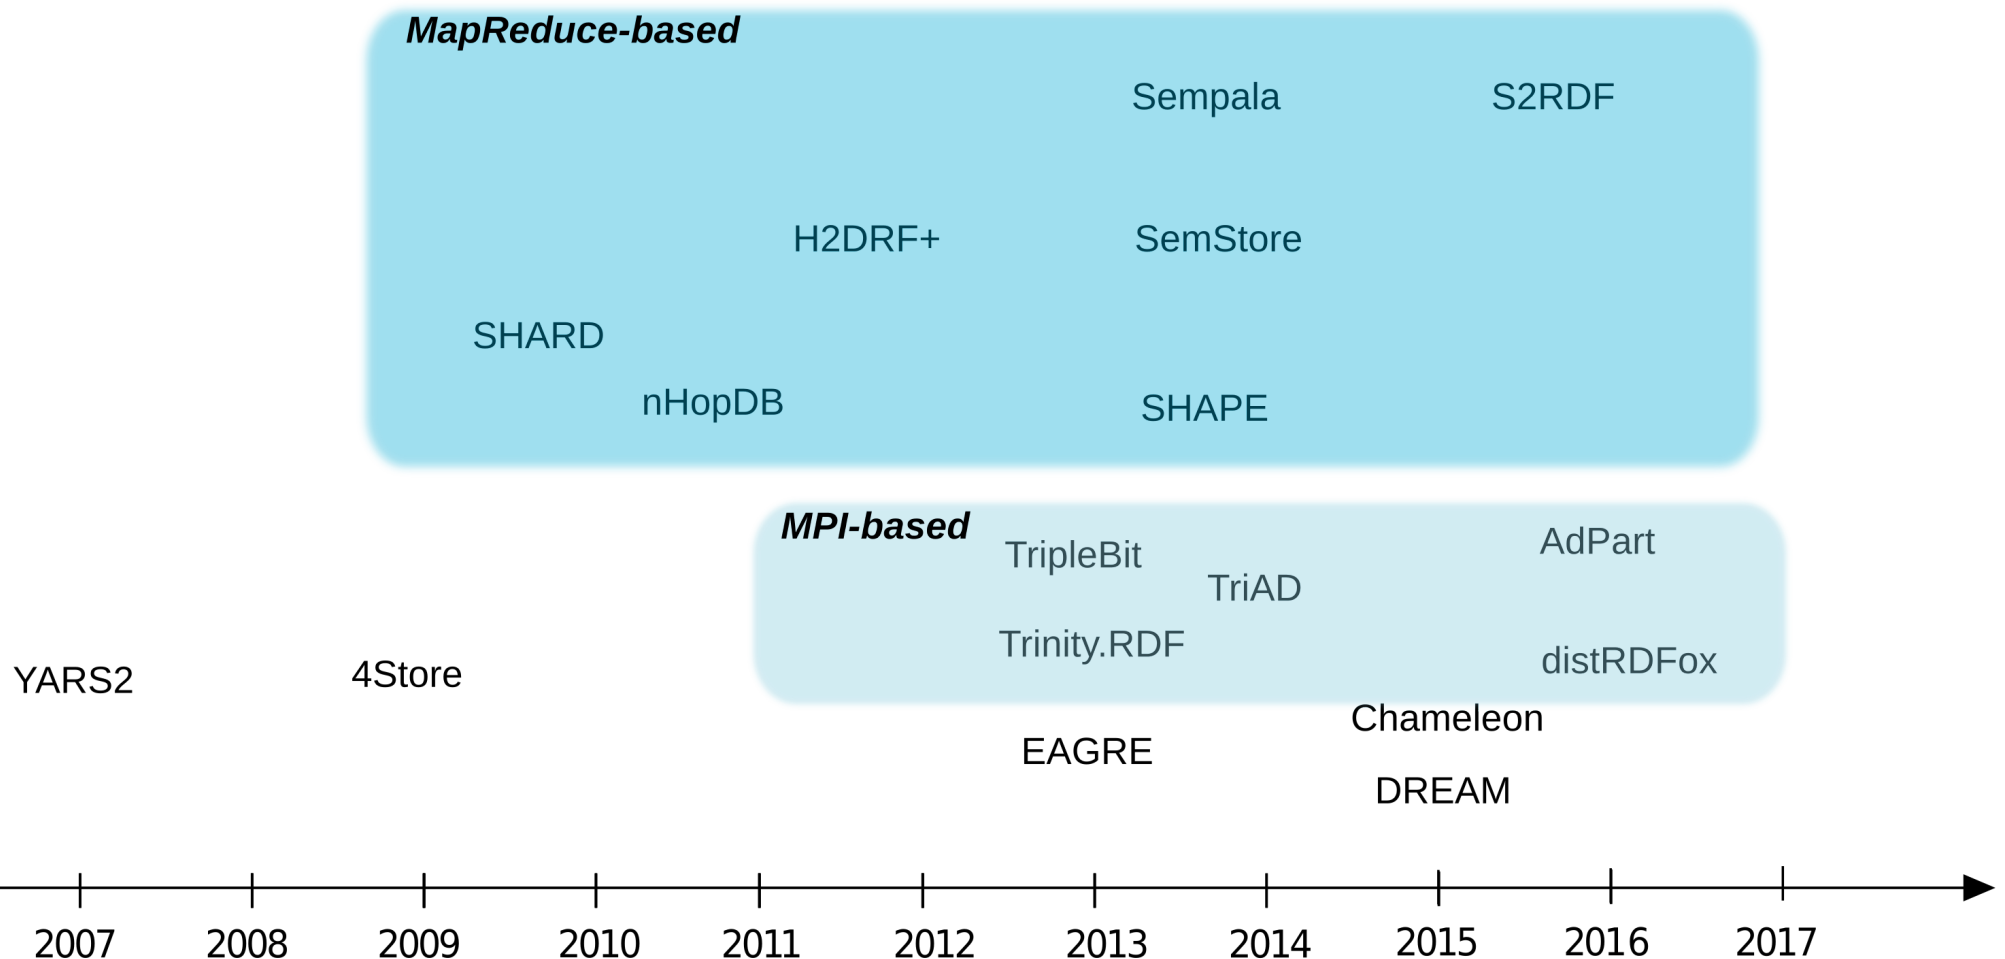 MapReduce-based
Sempala
S2RDF
H2DRF+
SemStore
SHARD
nHopDB
SHAPE
MPI-based
TripleBit
AdPart
TriAD
Trinity.RDF
distRDFox
YARS2
4Store
Chameleon
EAGRE
DREAM
2007 2008 2009 2010 2011 2012 2013 2014 2015 2016 2017